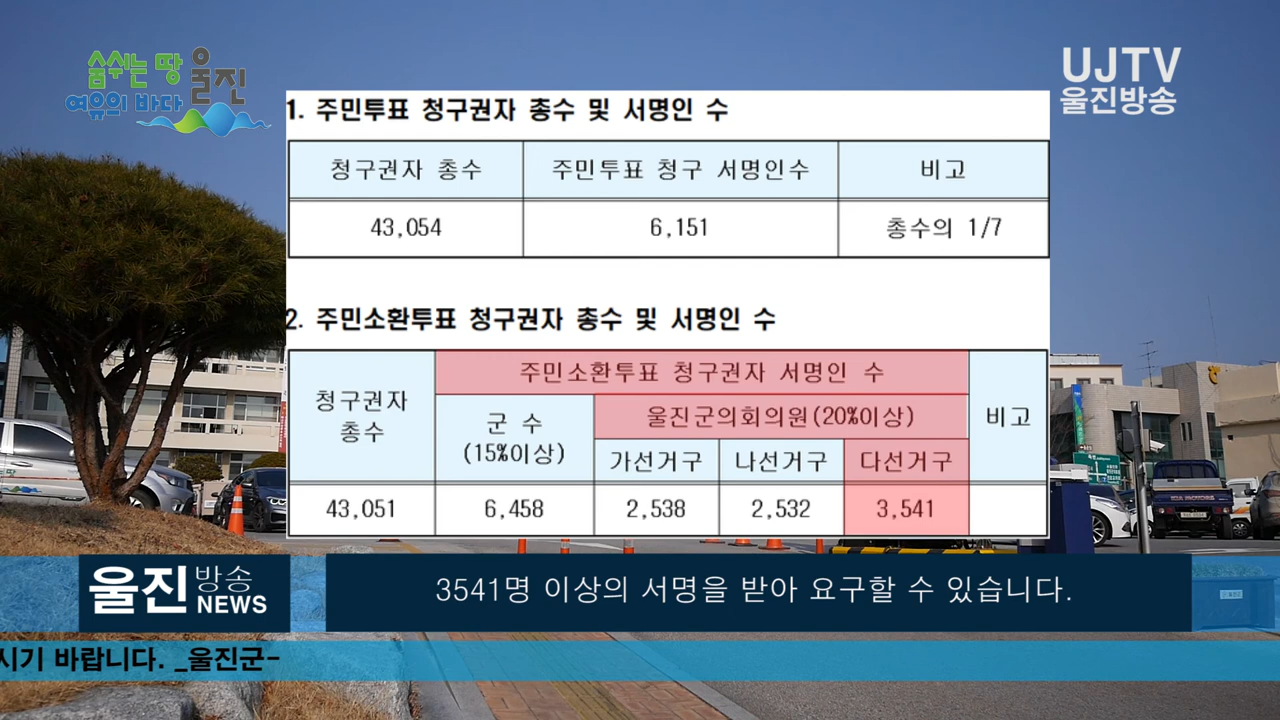 숨쉬는 땅 울진
여유의 바다
UJTV
울진방송
1. 주민투표 청구권자 총수 및 서명인 수
청구권자 총수 주민투표 청구 서명인수 비고
43,054 6,151 총수의 1/7
2. 주민소환투표 청구권자 총수 및 서명인 수
청구권자 총수 주민소환투표 청구권자 서명인 수 비고
군 수 (15%이상) 울진군의회의원(20%이상)
가선거구 나선거구 다선거구
43,051 6,458 2,538 2,532 3,541
울진방송 NEWS
3541명 이상의 서명을 받아 요구할 수 있습니다.
시기 바랍니다. _울진군-